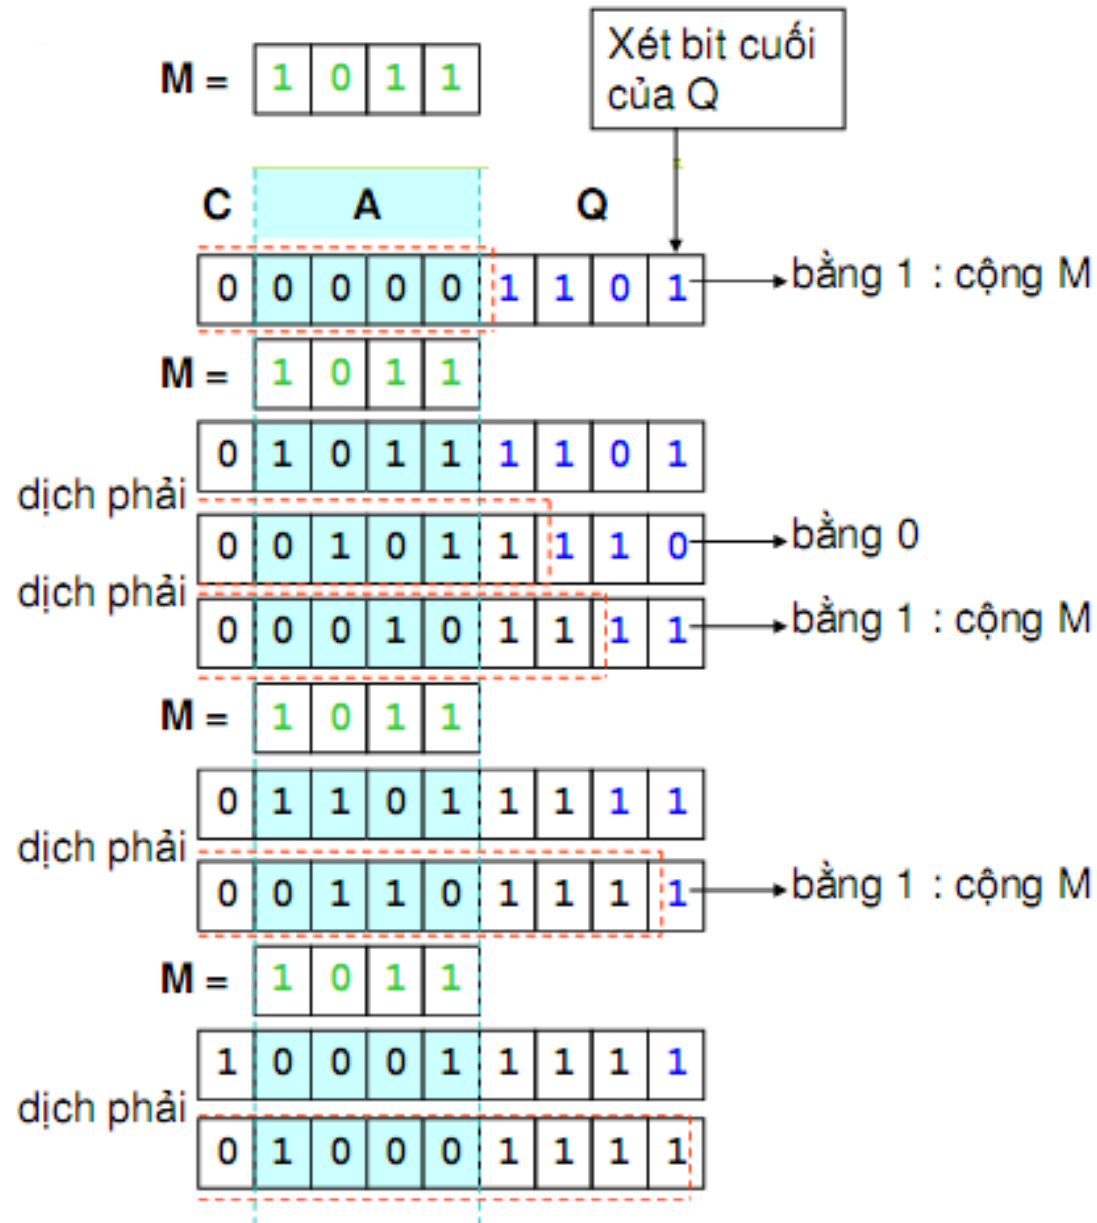 Xét bit cuối
của Q
M = 1 0 1 1
C A Q
0 0 0 0 0 1 1 0 1 bằng 1 : cộng M
M = 1 0 1 1
0 1 0 1 1 1 1 0 1
dịch phải
0 0 1 0 1 1 1 1 0 bằng 0
dịch phải
0 0 0 1 0 1 1 1 1 bằng 1 : cộng M
M = 1 0 1 1
0 1 1 0 1 1 1 1 1
dịch phải
0 0 1 1 0 1 1 1 1 bằng 1 : cộng M
M = 1 0 1 1
1 0 0 0 1 1 1 1 1
dịch phải
0 1 0 0 0 1 1 1 1